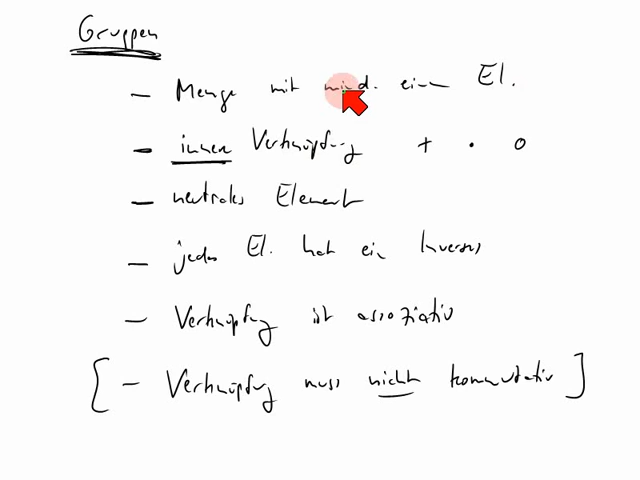 Gruppen
- Menge mit mind. einem El.
- innere Verknüpfung + · o
- neutrales Element
- jedes El. hat ein Inverses
- Verknüpfung ist assoziativ
[ - Verknüpfung muss nicht kommutativ ]